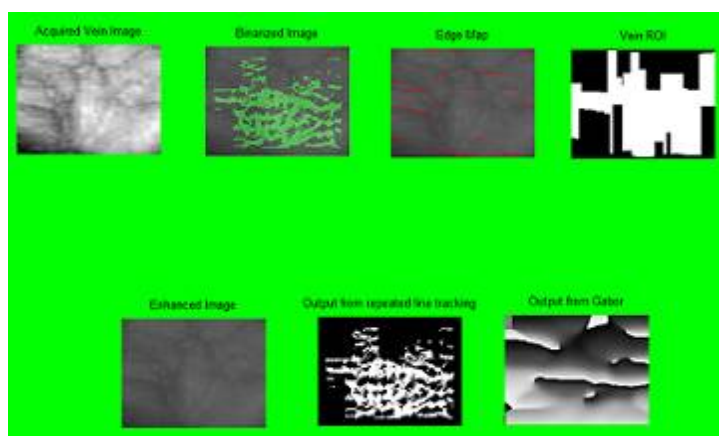 Acquired Vein Image
Binarized Image
Edge Map
Vein ROI
Enhanced Image
Output from repeated line tracking
Output from Gabor